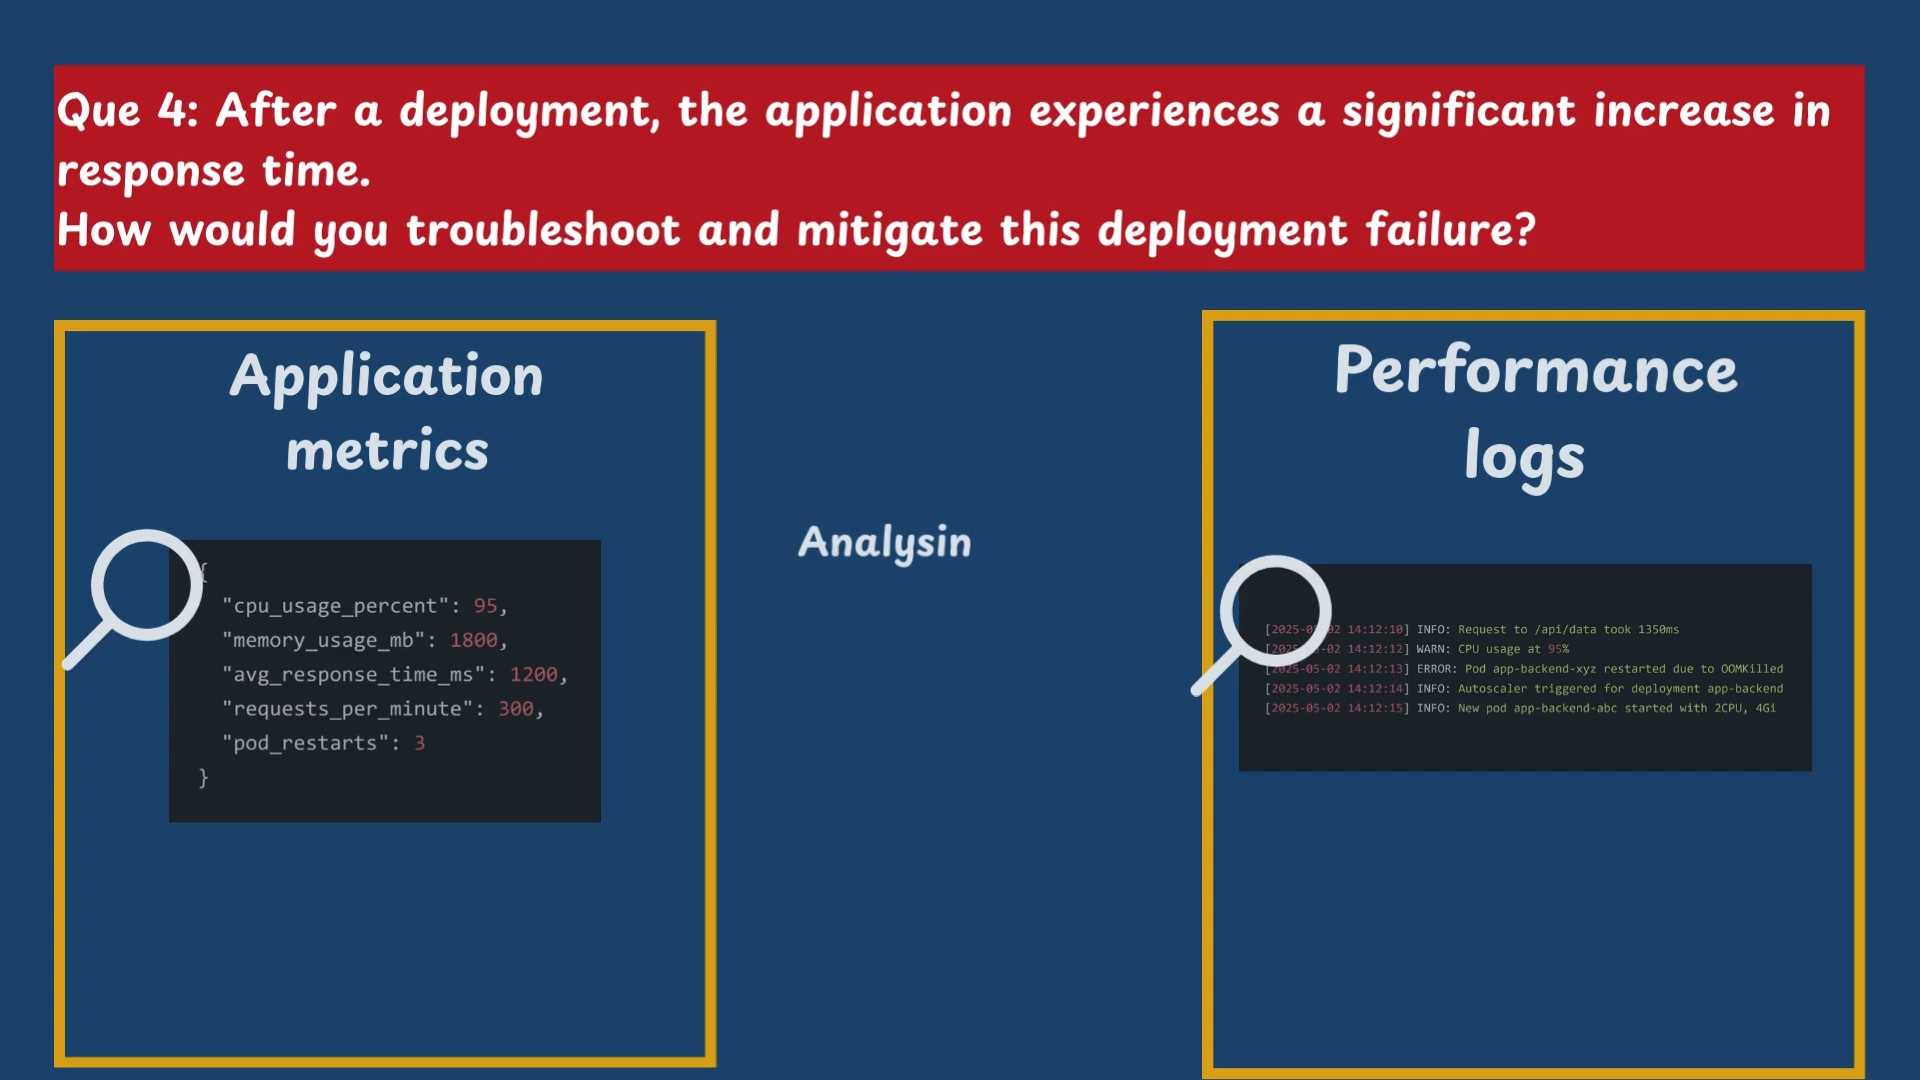 Que 4: After a deployment, the application experiences a significant increase in
response time.
How would you troubleshoot and mitigate this deployment failure?
Application
metrics
{
"cpu_usage_percent": 95,
"memory_usage_mb": 1800,
"avg_response_time_ms": 1200,
"requests_per_minute": 300,
"pod_restarts": 3
}
Analysin
Performance
logs
[2025-05-02 14:12:10] INFO: Request to /api/data took 1350ms
[2025-05-02 14:12:12] WARN: CPU usage at 95%
[2025-05-02 14:12:13] ERROR: Pod app-backend-xyz restarted due to OOMKilled
[2025-05-02 14:12:14] INFO: Autoscaler triggered for deployment app-backend
[2025-05-02 14:12:15] INFO: New pod app-backend-abc started with 2CPU, 4Gi